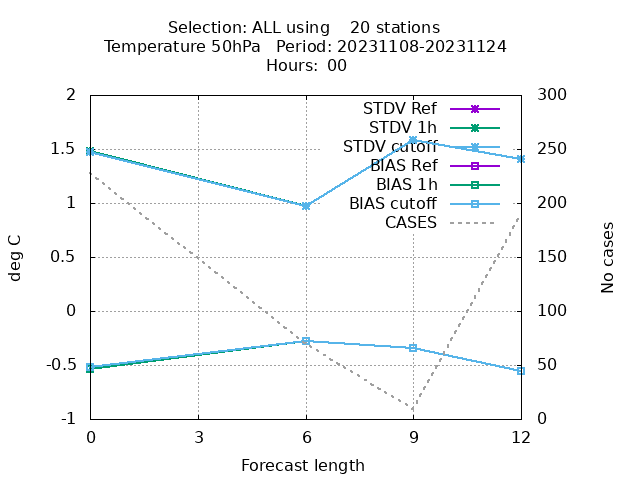 Selection: ALL using 20 stations
Temperature 50hPa Period: 20231108-20231124
Hours: 00
2
1.5
1
0.5
0
-0.5
-1
deg C
300
250
200
150
100
50
0
No cases
STDV Ref
STDV 1h
STDV cutoff
BIAS Ref
BIAS 1h
BIAS cutoff
CASES
0 3 6 9 12
Forecast length